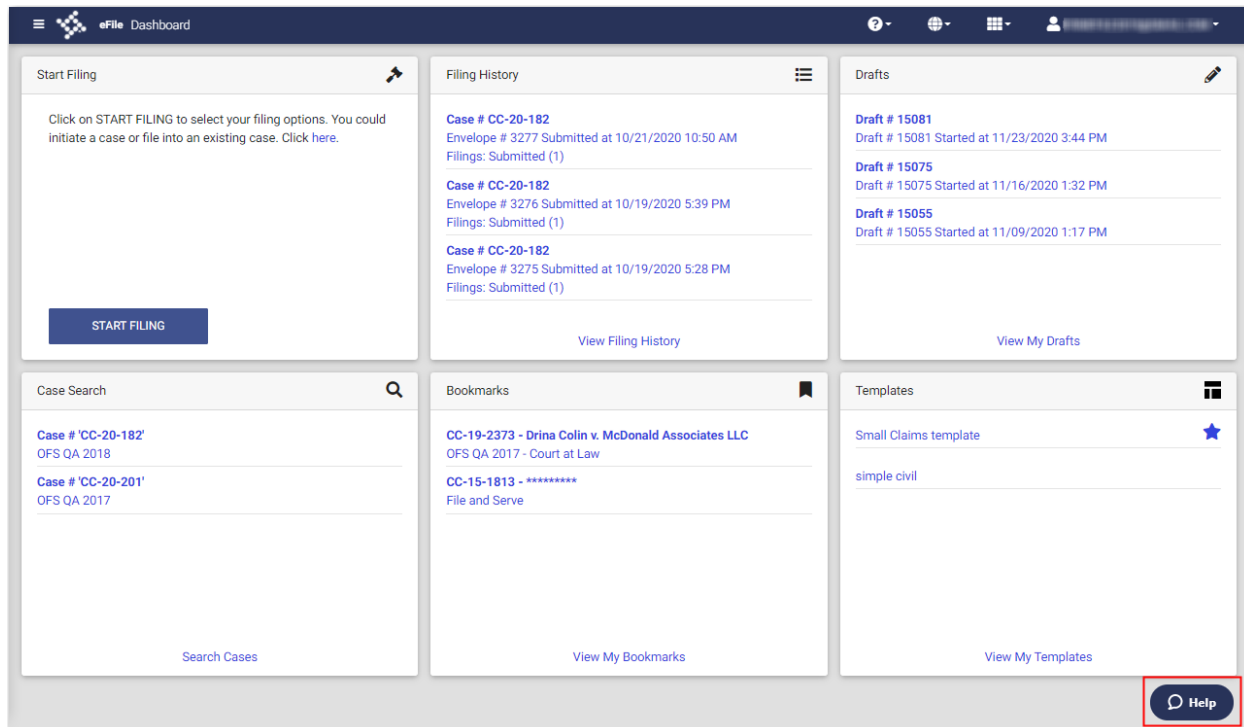 eFile Dashboard
Start Filing
Click on START FILING to select your filing options. You could
initiate a case or file into an existing case. Click here.
START FILING
Filing History
Case # CC-20-182
Envelope # 3277 Submitted at 10/21/2020 10:50 AM
Filings: Submitted (1)
Case # CC-20-182
Envelope # 3276 Submitted at 10/19/2020 5:39 PM
Filings: Submitted (1)
Case # CC-20-182
Envelope # 3275 Submitted at 10/19/2020 5:28 PM
Filings: Submitted (1)
View Filing History
Drafts
Draft # 15081
Draft # 15081 Started at 11/23/2020 3:44 PM
Draft # 15075
Draft # 15075 Started at 11/16/2020 1:32 PM
Draft # 15055
Draft # 15055 Started at 11/09/2020 1:17 PM
View My Drafts
Case Search
Case # 'CC-20-182'
OFS QA 2018
Case # 'CC-20-201'
OFS QA 2017
Search Cases
Bookmarks
CC-19-2373 - Drina Colin v. McDonald Associates LLC
OFS QA 2017 - Court at Law
CC-15-1813 - *********
File and Serve
View My Bookmarks
Templates
Small Claims template
simple civil
View My Templates
Help